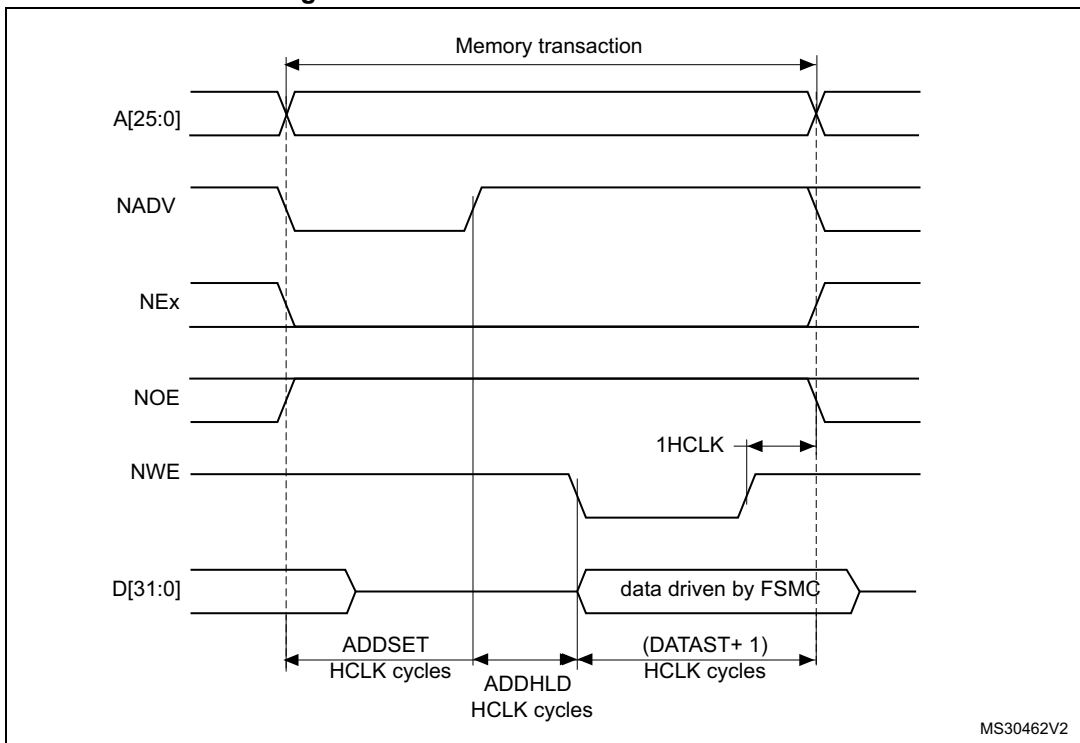 Memory transaction
A[25:0]
NADV
NEx
NOE
1HCLK
NWE
D[31:0]
data driven by FSMC
ADDSET
HCLK cycles
ADDHLD
HCLK cycles
(DATAST+ 1)
HCLK cycles
MS30462V2